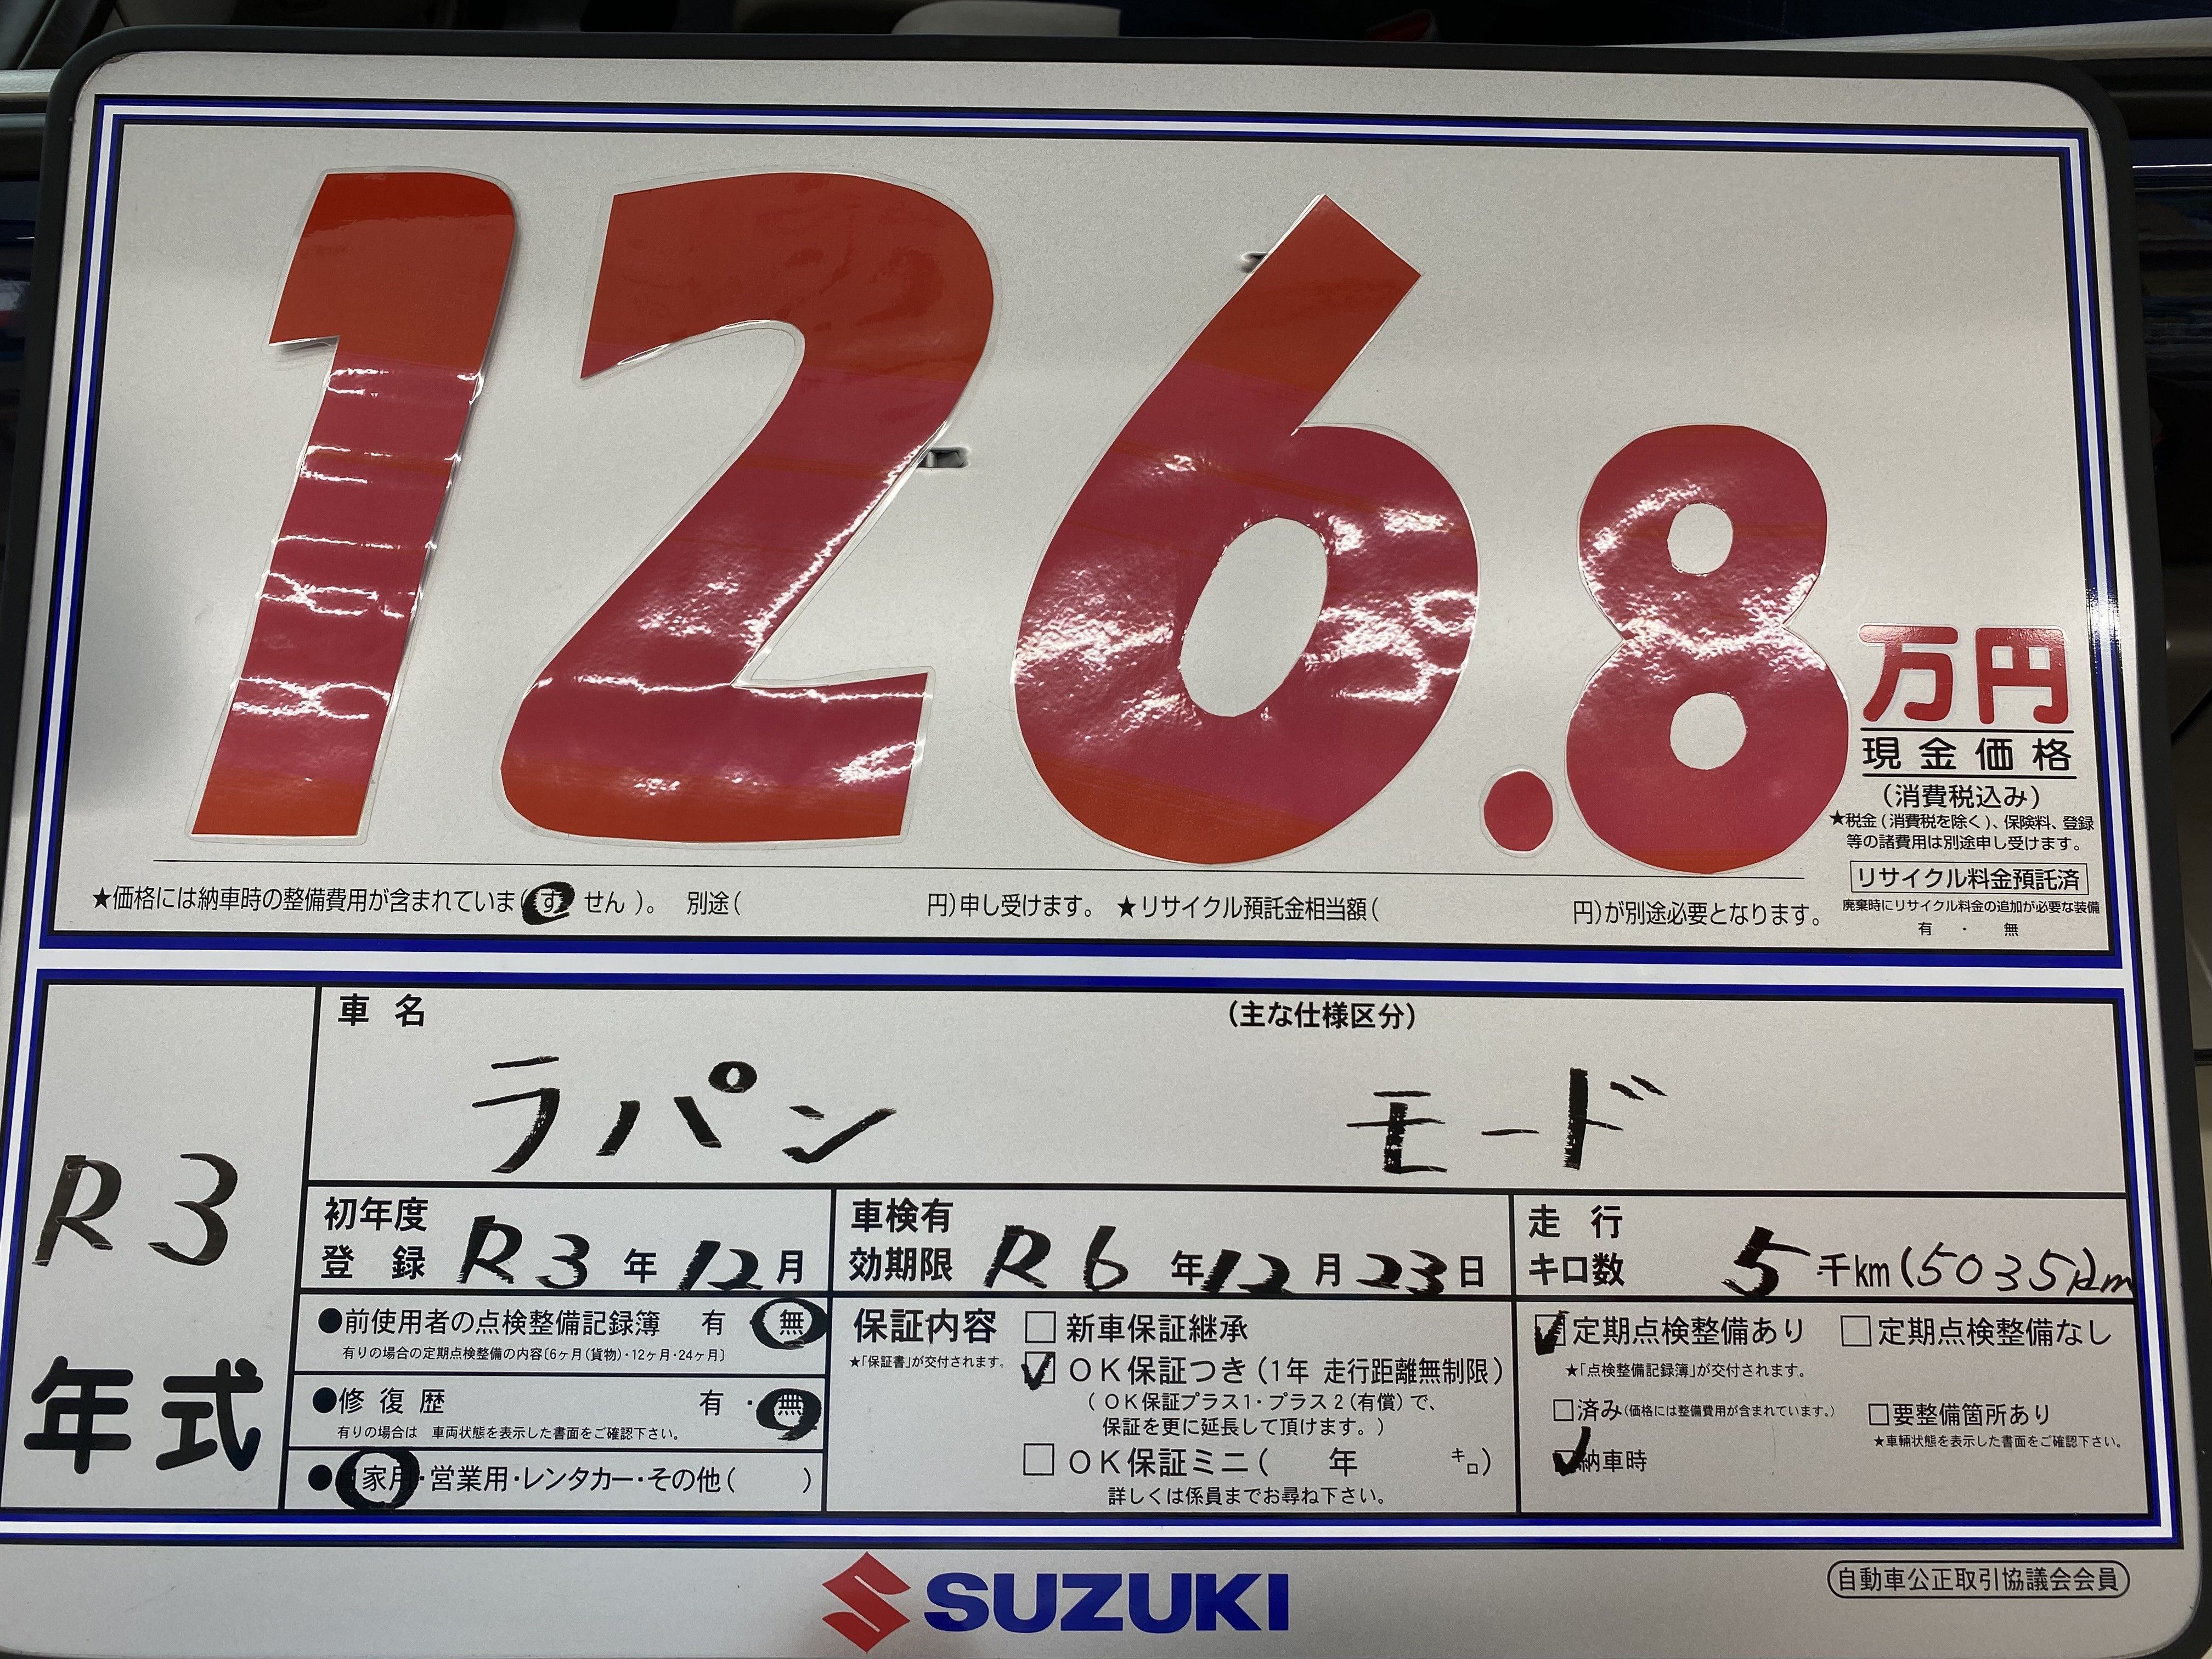 126.8万円
現金価格
(消費税込み)
★税金(消費税を除く)、保険料、登録
等の諸費用は別途申し受けます。
リサイクル料金預託済
廃棄時にリサイクル料金の追加が必要な装備
有 ・ 無
★価格には納車時の整備費用が含まれていま(す せん)。 別途( 円)申し受けます。 ★リサイクル預託金相当額( 円)が別途必要となります。
R3
年式
車名
(主な仕様区分)
ラパン モード
初年度
登録 R3年12月
車検有
効期限 R6年12月23日
走行
キロ数 5千km(5035)km
●前使用者の点検整備記録簿 有 無
有りの場合の定期点検整備の内容〔6ヶ月(貨物)・12ヶ月・24ヶ月〕
●修復歴 有・無
有りの場合は 車両状態を表示した書面をご確認下さい。
●家用・営業用・レンタカー・その他( )
保証内容
★「保証書」が交付されます。
□新車保証継承
☑OK保証つき(1年 走行距離無制限)
(OK保証プラス1・プラス2(有償)で、
保証を更に延長して頂けます。)
□OK保証ミニ( 年 キロ)
詳しくは係員までお尋ね下さい。
☑定期点検整備あり □定期点検整備なし
★「点検整備記録簿」が交付されます。
□済み(価格には整備費用が含まれています。) □要整備箇所あり
★車輛状態を表示した書面をご確認下さい。
☑納車時
SUZUKI
自動車公正取引協議会会員